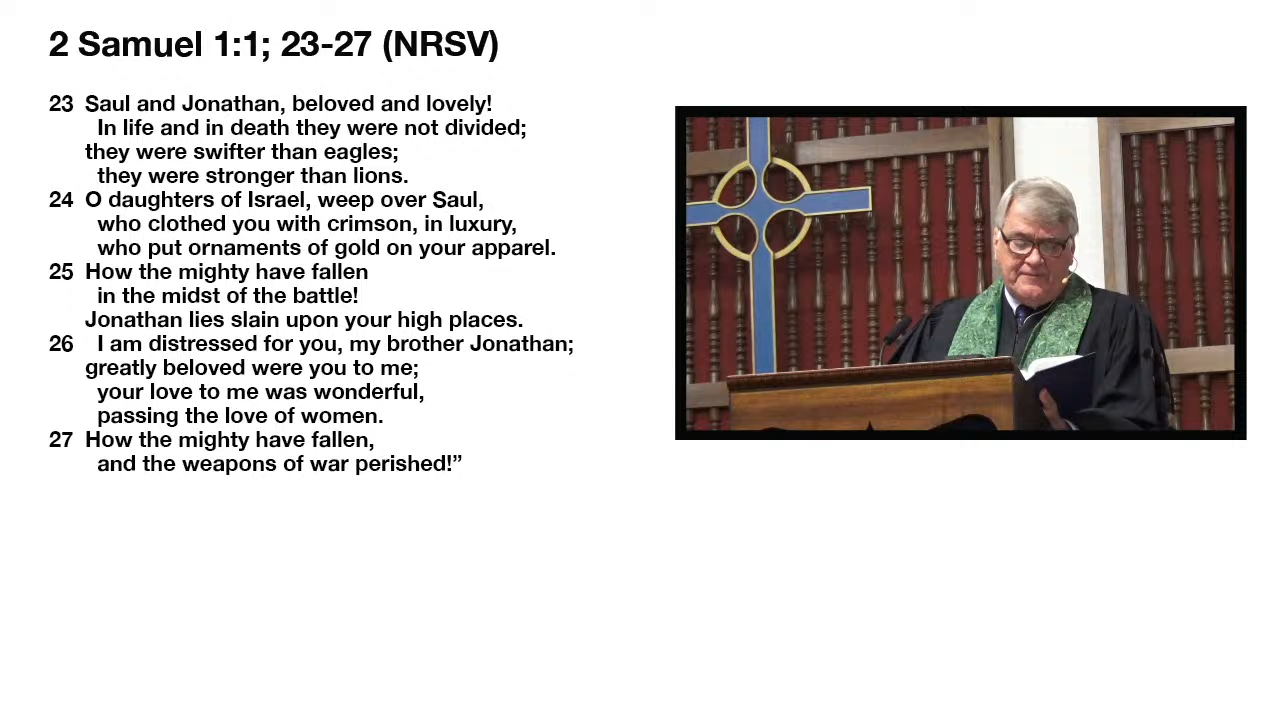 2 Samuel 1:1; 23-27 (NRSV)
23 Saul and Jonathan, beloved and lovely!
In life and in death they were not divided;
they were swifter than eagles;
they were stronger than lions.
24 O daughters of Israel, weep over Saul,
who clothed you with crimson, in luxury,
who put ornaments of gold on your apparel.
25 How the mighty have fallen
in the midst of the battle!
Jonathan lies slain upon your high places.
26 I am distressed for you, my brother Jonathan;
greatly beloved were you to me;
your love to me was wonderful,
passing the love of women.
27 How the mighty have fallen,
and the weapons of war perished!”